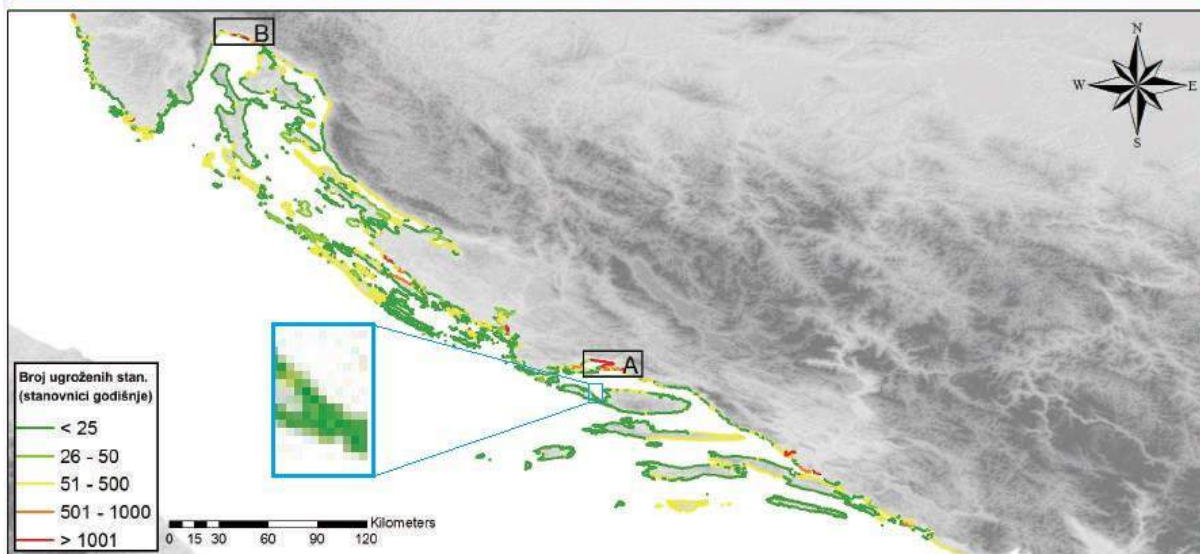 B
N
W E
S
A
Broj ugroženih stan.
(stanovnici godišnje)
< 25
26 - 50
51 - 500
501 - 1000
> 1001
Kilometers
0 15 30 60 90 120